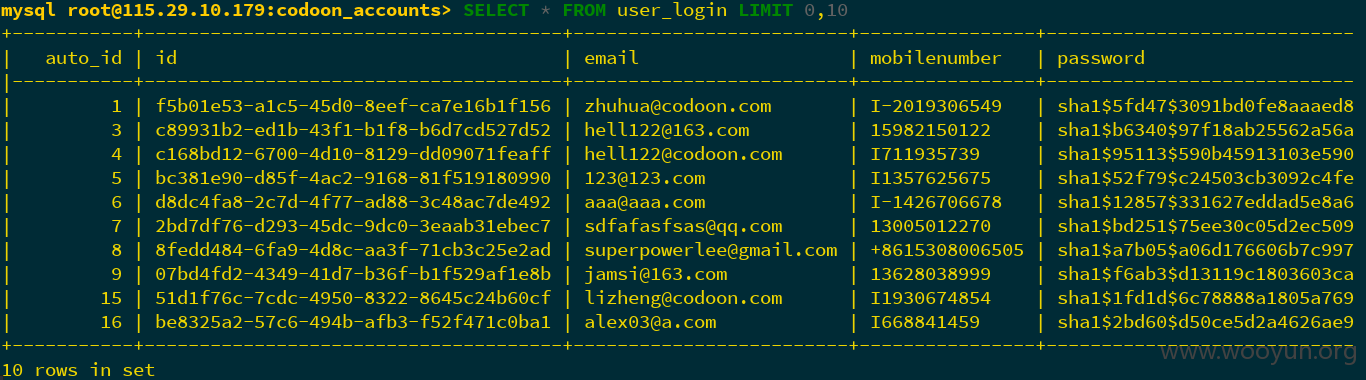 mysql root@115.29.10.179:codoon_accounts> SELECT * FROM user_login LIMIT 0,10
auto_id | id | email | mobilenumber | password
1 | f5b01e53-a1c5-45d0-8eef-ca7e16b1f156 | zhuhua@codoon.com | I-2019306549 | sha1$5fd47$3091bd0fe8aaaed8
3 | c89931b2-ed1b-43f1-b1f8-b6d7cd527d52 | hell122@163.com | 15982150122 | sha1$b6340$97f18ab25562a56a
4 | c168bd12-6700-4d10-8129-dd09071feaff | hell122@codoon.com | I711935739 | sha1$95113$590b45913103e590
5 | bc381e90-d85f-4ac2-9168-81f519180990 | 123@123.com | I1357625675 | sha1$52f79$c24503cb3092c4fe
6 | d8dc4fa8-2c7d-4f77-ad88-3c48ac7de492 | aaa@aaa.com | I-1426706678 | sha1$12857$331627eddad5e8a6
7 | 2bd7df76-d293-45dc-9dc0-3eaab31ebec7 | sdfafasfsas@qq.com | 13005012270 | sha1$bd251$75ee30c05d2ec509
8 | 8fedd484-6fa9-4d8c-aa3f-71cb3c25e2ad | superpowerlee@gmail.com | +8615308006505 | sha1$a7b05$a06d176606b7c997
9 | 07bd4fd2-4349-41d7-b36f-b1f529af1e8b | jamsi@163.com | 13628038999 | sha1$f6ab3$d13119c1803603ca
15 | 51d1f76c-7cdc-4950-8322-8645c24b60cf | lizheng@codoon.com | I1930674854 | sha1$1fd1d$6c78888a1805a769
16 | be8325a2-57c6-494b-afb3-f52f471c0ba1 | alex03@a.com | I668841459 | sha1$2bd60$d50ce5d2a4626ae9
www.wooyun.org
10 rows in set